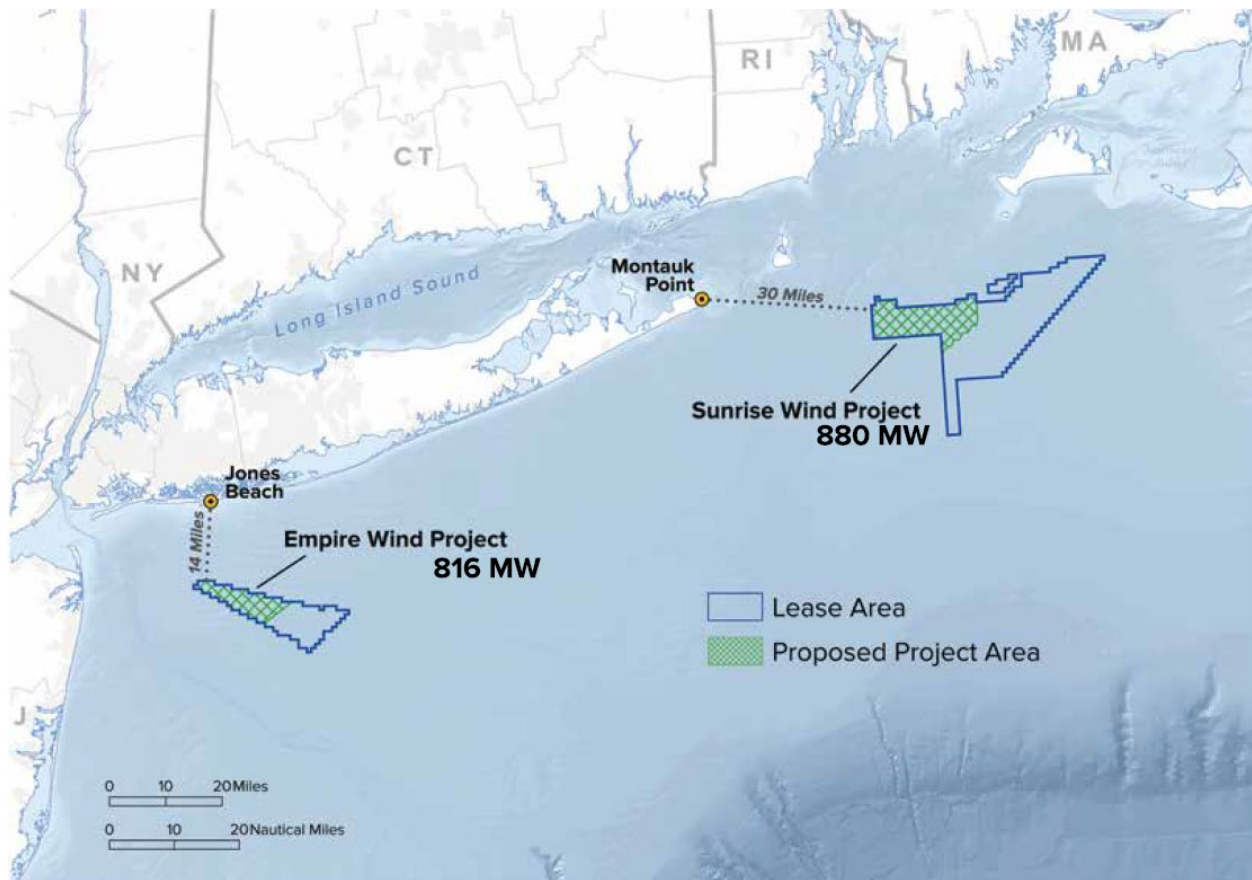 MA
RI
CT
NY
Long Island Sound
Montauk
Point
30 Miles
Sunrise Wind Project
880 MW
Jones
Beach
14 Miles
Empire Wind Project
816 MW
Lease Area
Proposed Project Area
J
0 10 20 Miles
0 10 20 Nautical Miles